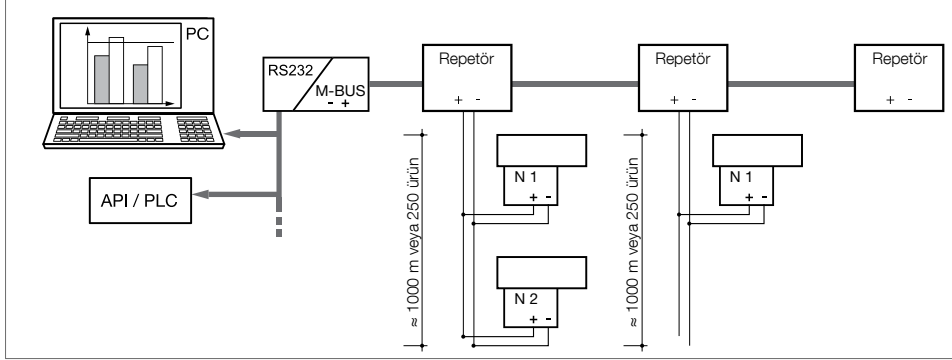 PC
RS232
M-BUS
- +
API / PLC
Repetör
+ -
Repetör
+ -
Repetör
+ -
≈ 1000 m veya 250 ürün
N 1
+ -
N 2
+ -
≈ 1000 m veya 250 ürün
N 1
+ -